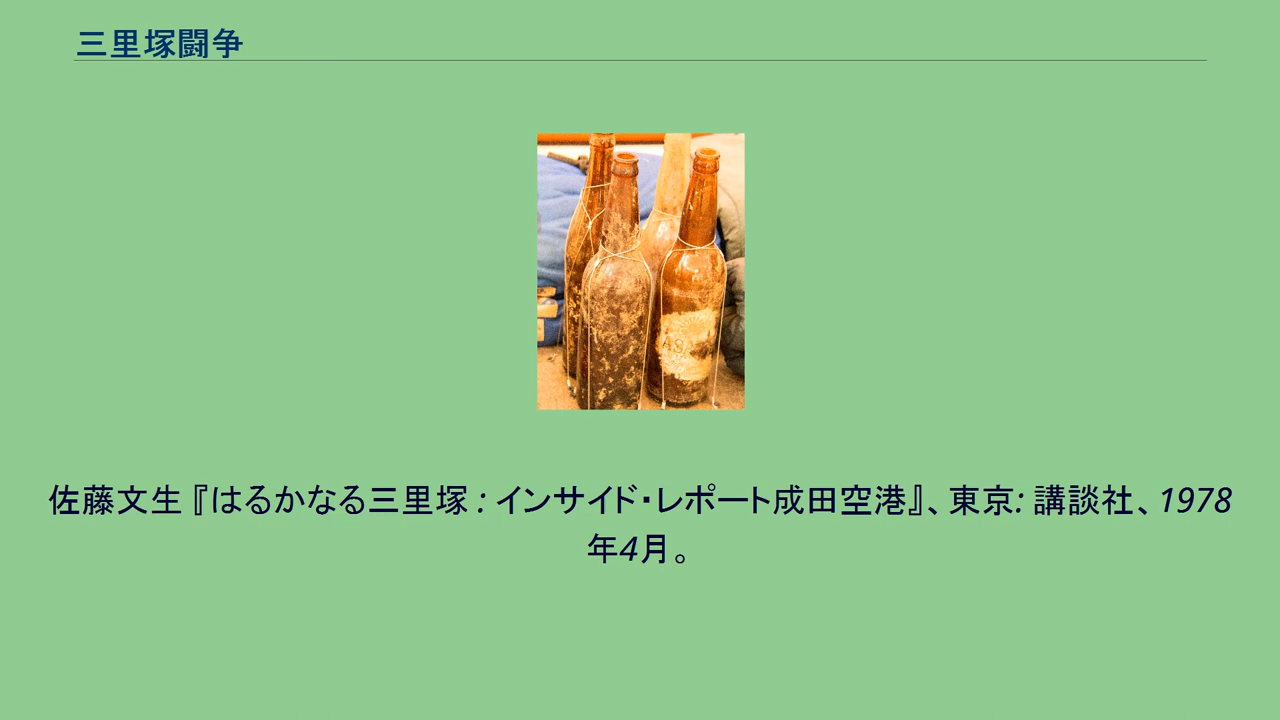 三里塚闘争
佐藤文生『はるかなる三里塚 : インサイド・レポート成田空港』、東京: 講談社、1978
年4月。